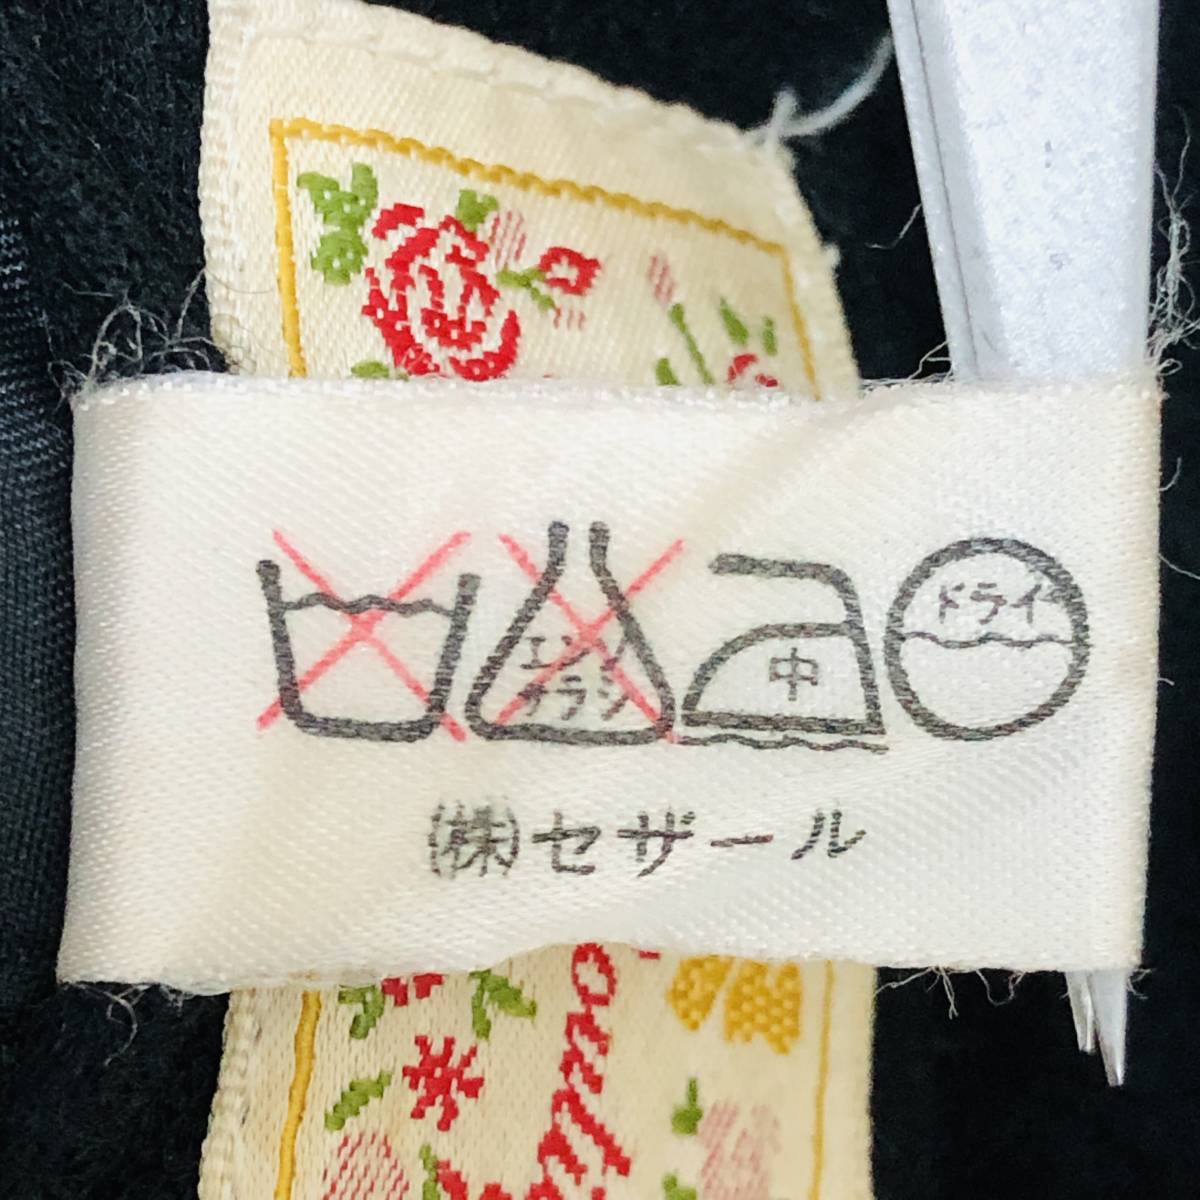 エンソ
サラシ
中
ドライ
(株)セザール